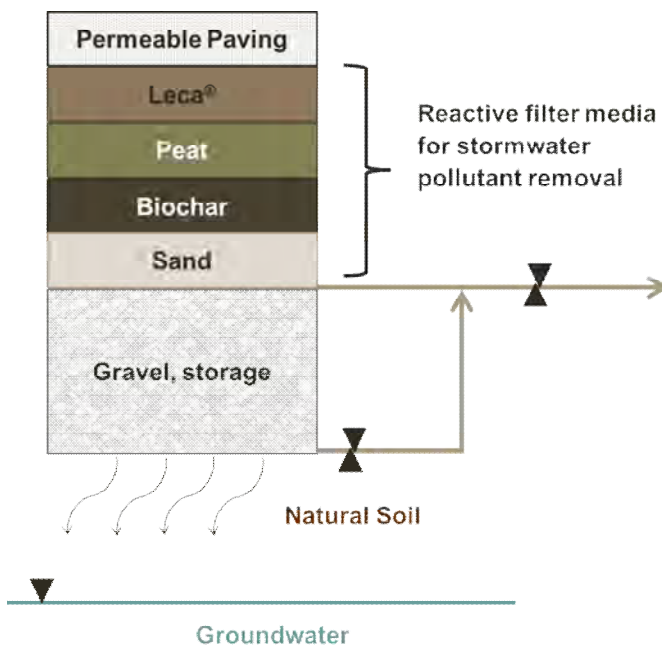 Permeable Paving
Leca®
Peat
Biochar
Sand
Reactive filter media
for stormwater
pollutant removal
Gravel, storage
Natural Soil
Groundwater